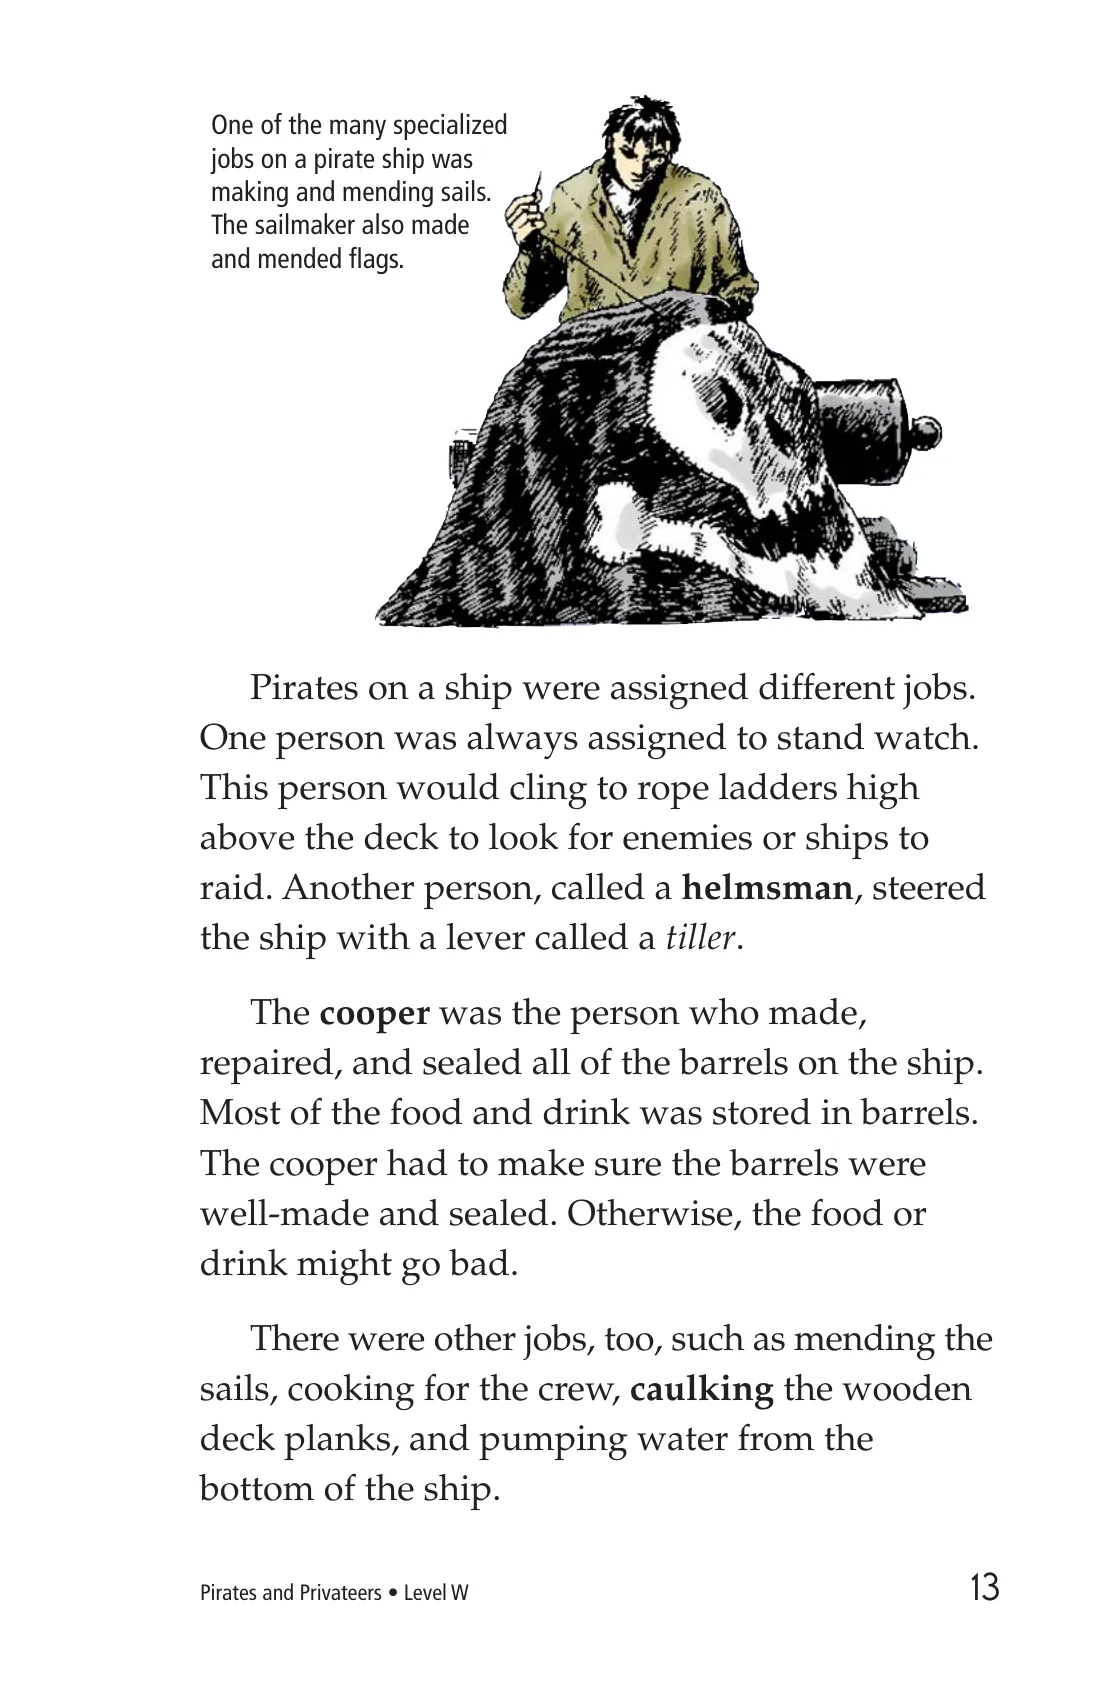 One of the many specialized
jobs on a pirate ship was
making and mending sails.
The sailmaker also made
and mended flags.
Pirates on a ship were assigned different jobs.
One person was always assigned to stand watch.
This person would cling to rope ladders high
above the deck to look for enemies or ships to
raid. Another person, called a helmsman, steered
the ship with a lever called a tiller.
The cooper was the person who made,
repaired, and sealed all of the barrels on the ship.
Most of the food and drink was stored in barrels.
The cooper had to make sure the barrels were
well-made and sealed. Otherwise, the food or
drink might go bad.
There were other jobs, too, such as mending the
sails, cooking for the crew, caulking the wooden
deck planks, and pumping water from the
bottom of the ship.
Pirates and Privateers • Level W
13